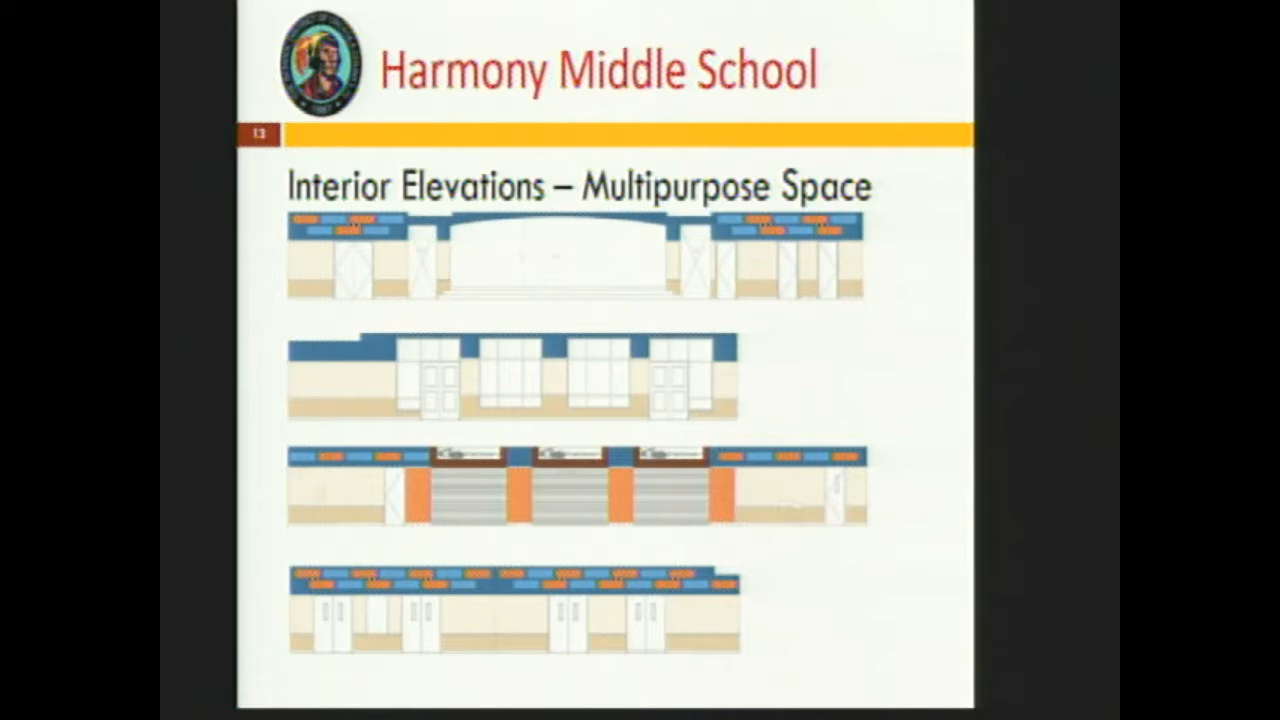 Harmony Middle School
13
Interior Elevations – Multipurpose Space